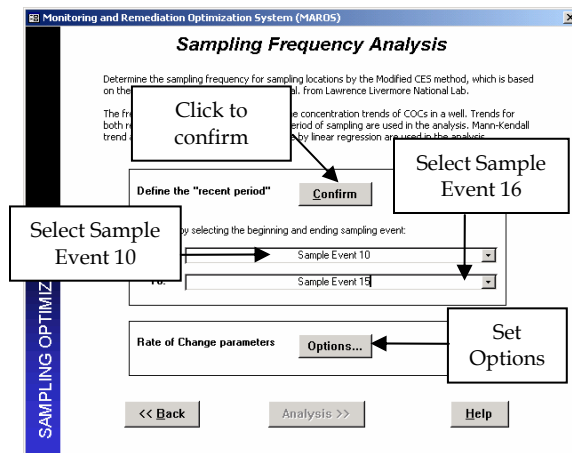 Monitoring and Remediation Optimization System (MAROS)
Sampling Frequency Analysis
Determine the sampling frequency for sampling locations by the Modified CES method, which is based
on the
al. from Lawrence Livermore National Lab.
The fre
e concentration trends of COCs in a well. Trends for
both re
period of sampling are used in the analysis. Mann-Kendall
trend a
by linear regression are used in the analysis.
Click to
confirm
Select Sample
Event 16
Define the "recent period"
Confirm
Select Sample
Event 10
by selecting the beginning and ending sampling event:
Sample Event 10
To:
Sample Event 15
Rate of Change parameters
Options...
Set
Options
<< Back
Analysis >>
Help
SAMPLING OPTIMIZ